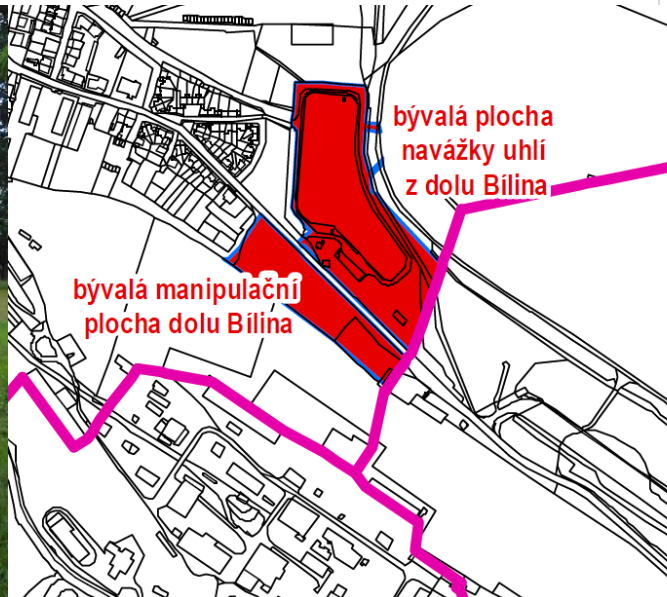 bývalá plocha
navážky uhlí
z dolu Bílina
bývalá manipulační
plocha dolu Bílina